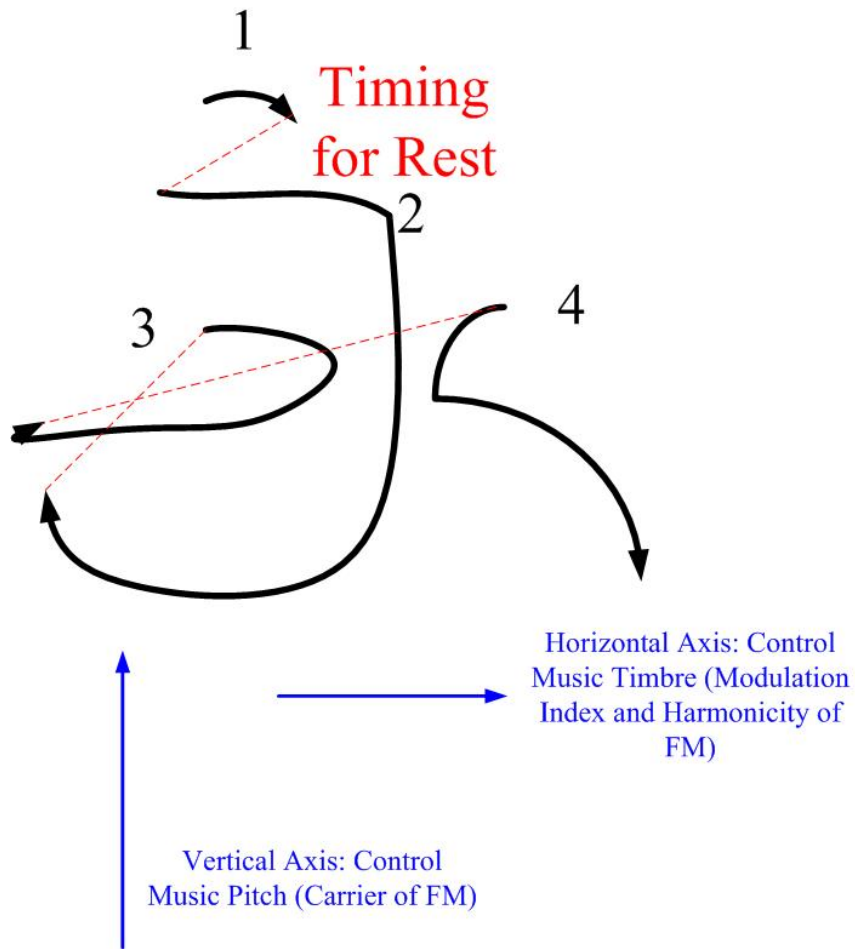 1
Timing
for Rest
2
3
4
Horizontal Axis: Control
Music Timbre (Modulation
Index and Harmonicity of
FM)
Vertical Axis: Control
Music Pitch (Carrier of FM)